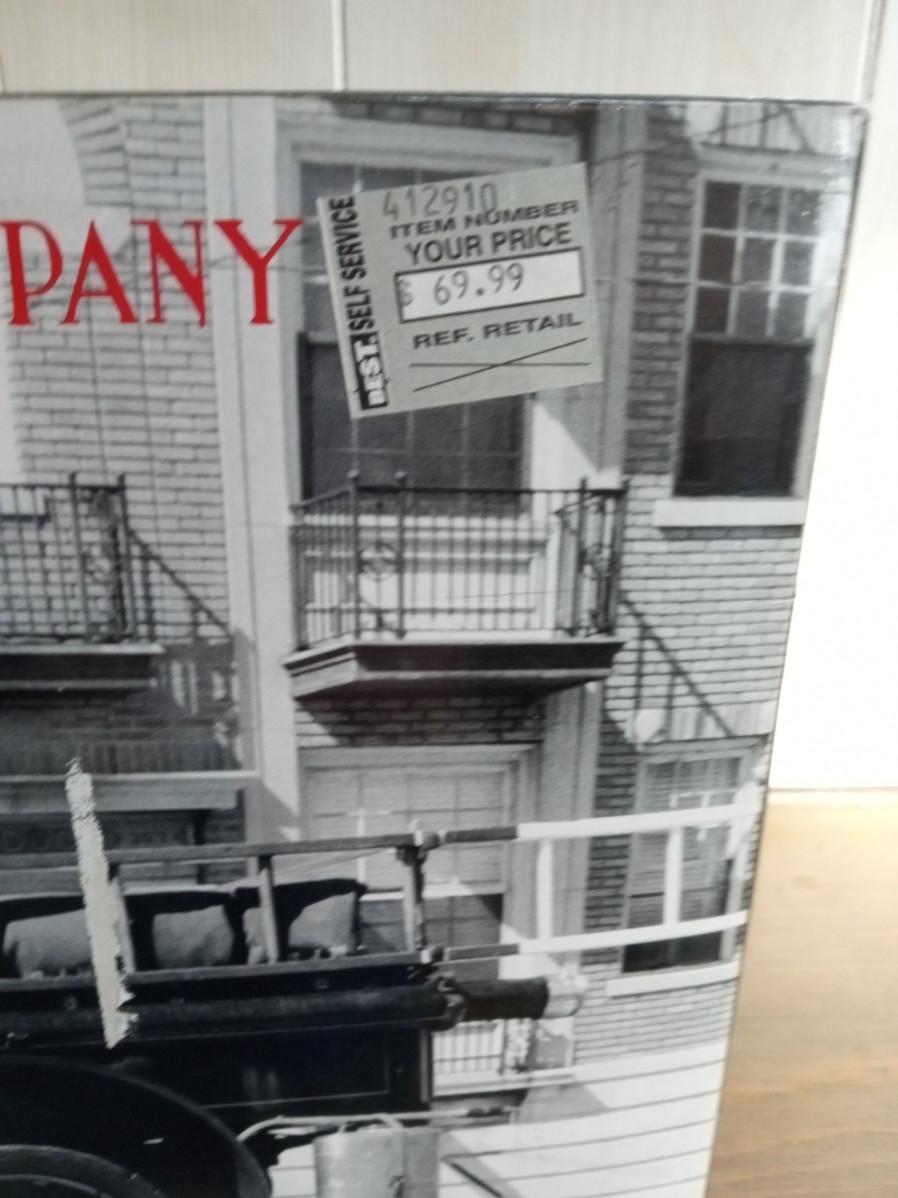 PANY
BEST. SELF SERVICE
412910
ITEM NUMBER
YOUR PRICE
$ 69.99
REF. RETAIL